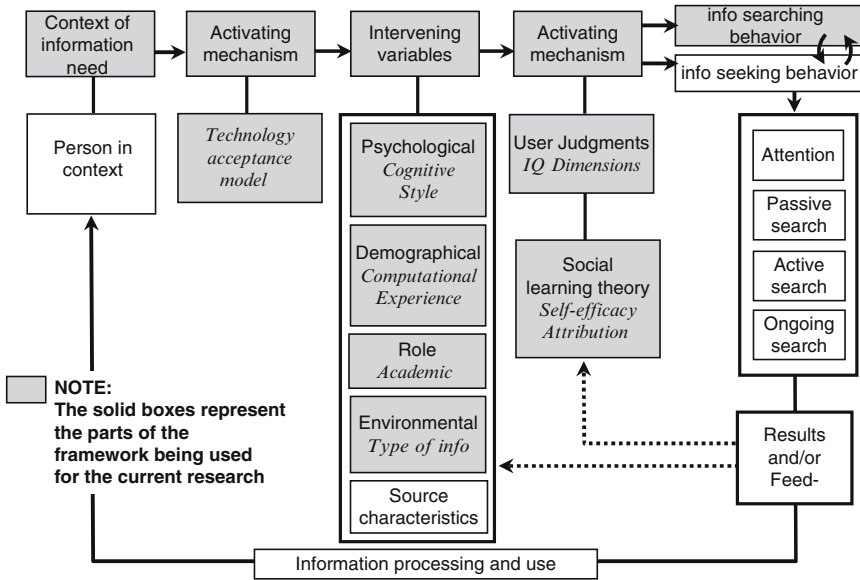 Context of
information
need
Activating
mechanism
Intervening
variables
Activating
mechanism
info searching
behavior
info seeking behavior
Person in
context
Technology
acceptance
model
Psychological
Cognitive
Style
Demographical
Computational
Experience
Role
Academic
Environmental
Type of info
Source
characteristics
User Judgments
IQ Dimensions
Social
learning theory
Self-efficacy
Attribution
Attention
Passive
search
Active
search
Ongoing
search
Results
and/or
Feed-
NOTE:
The solid boxes represent
the parts of the
framework being used
for the current research
Information processing and use